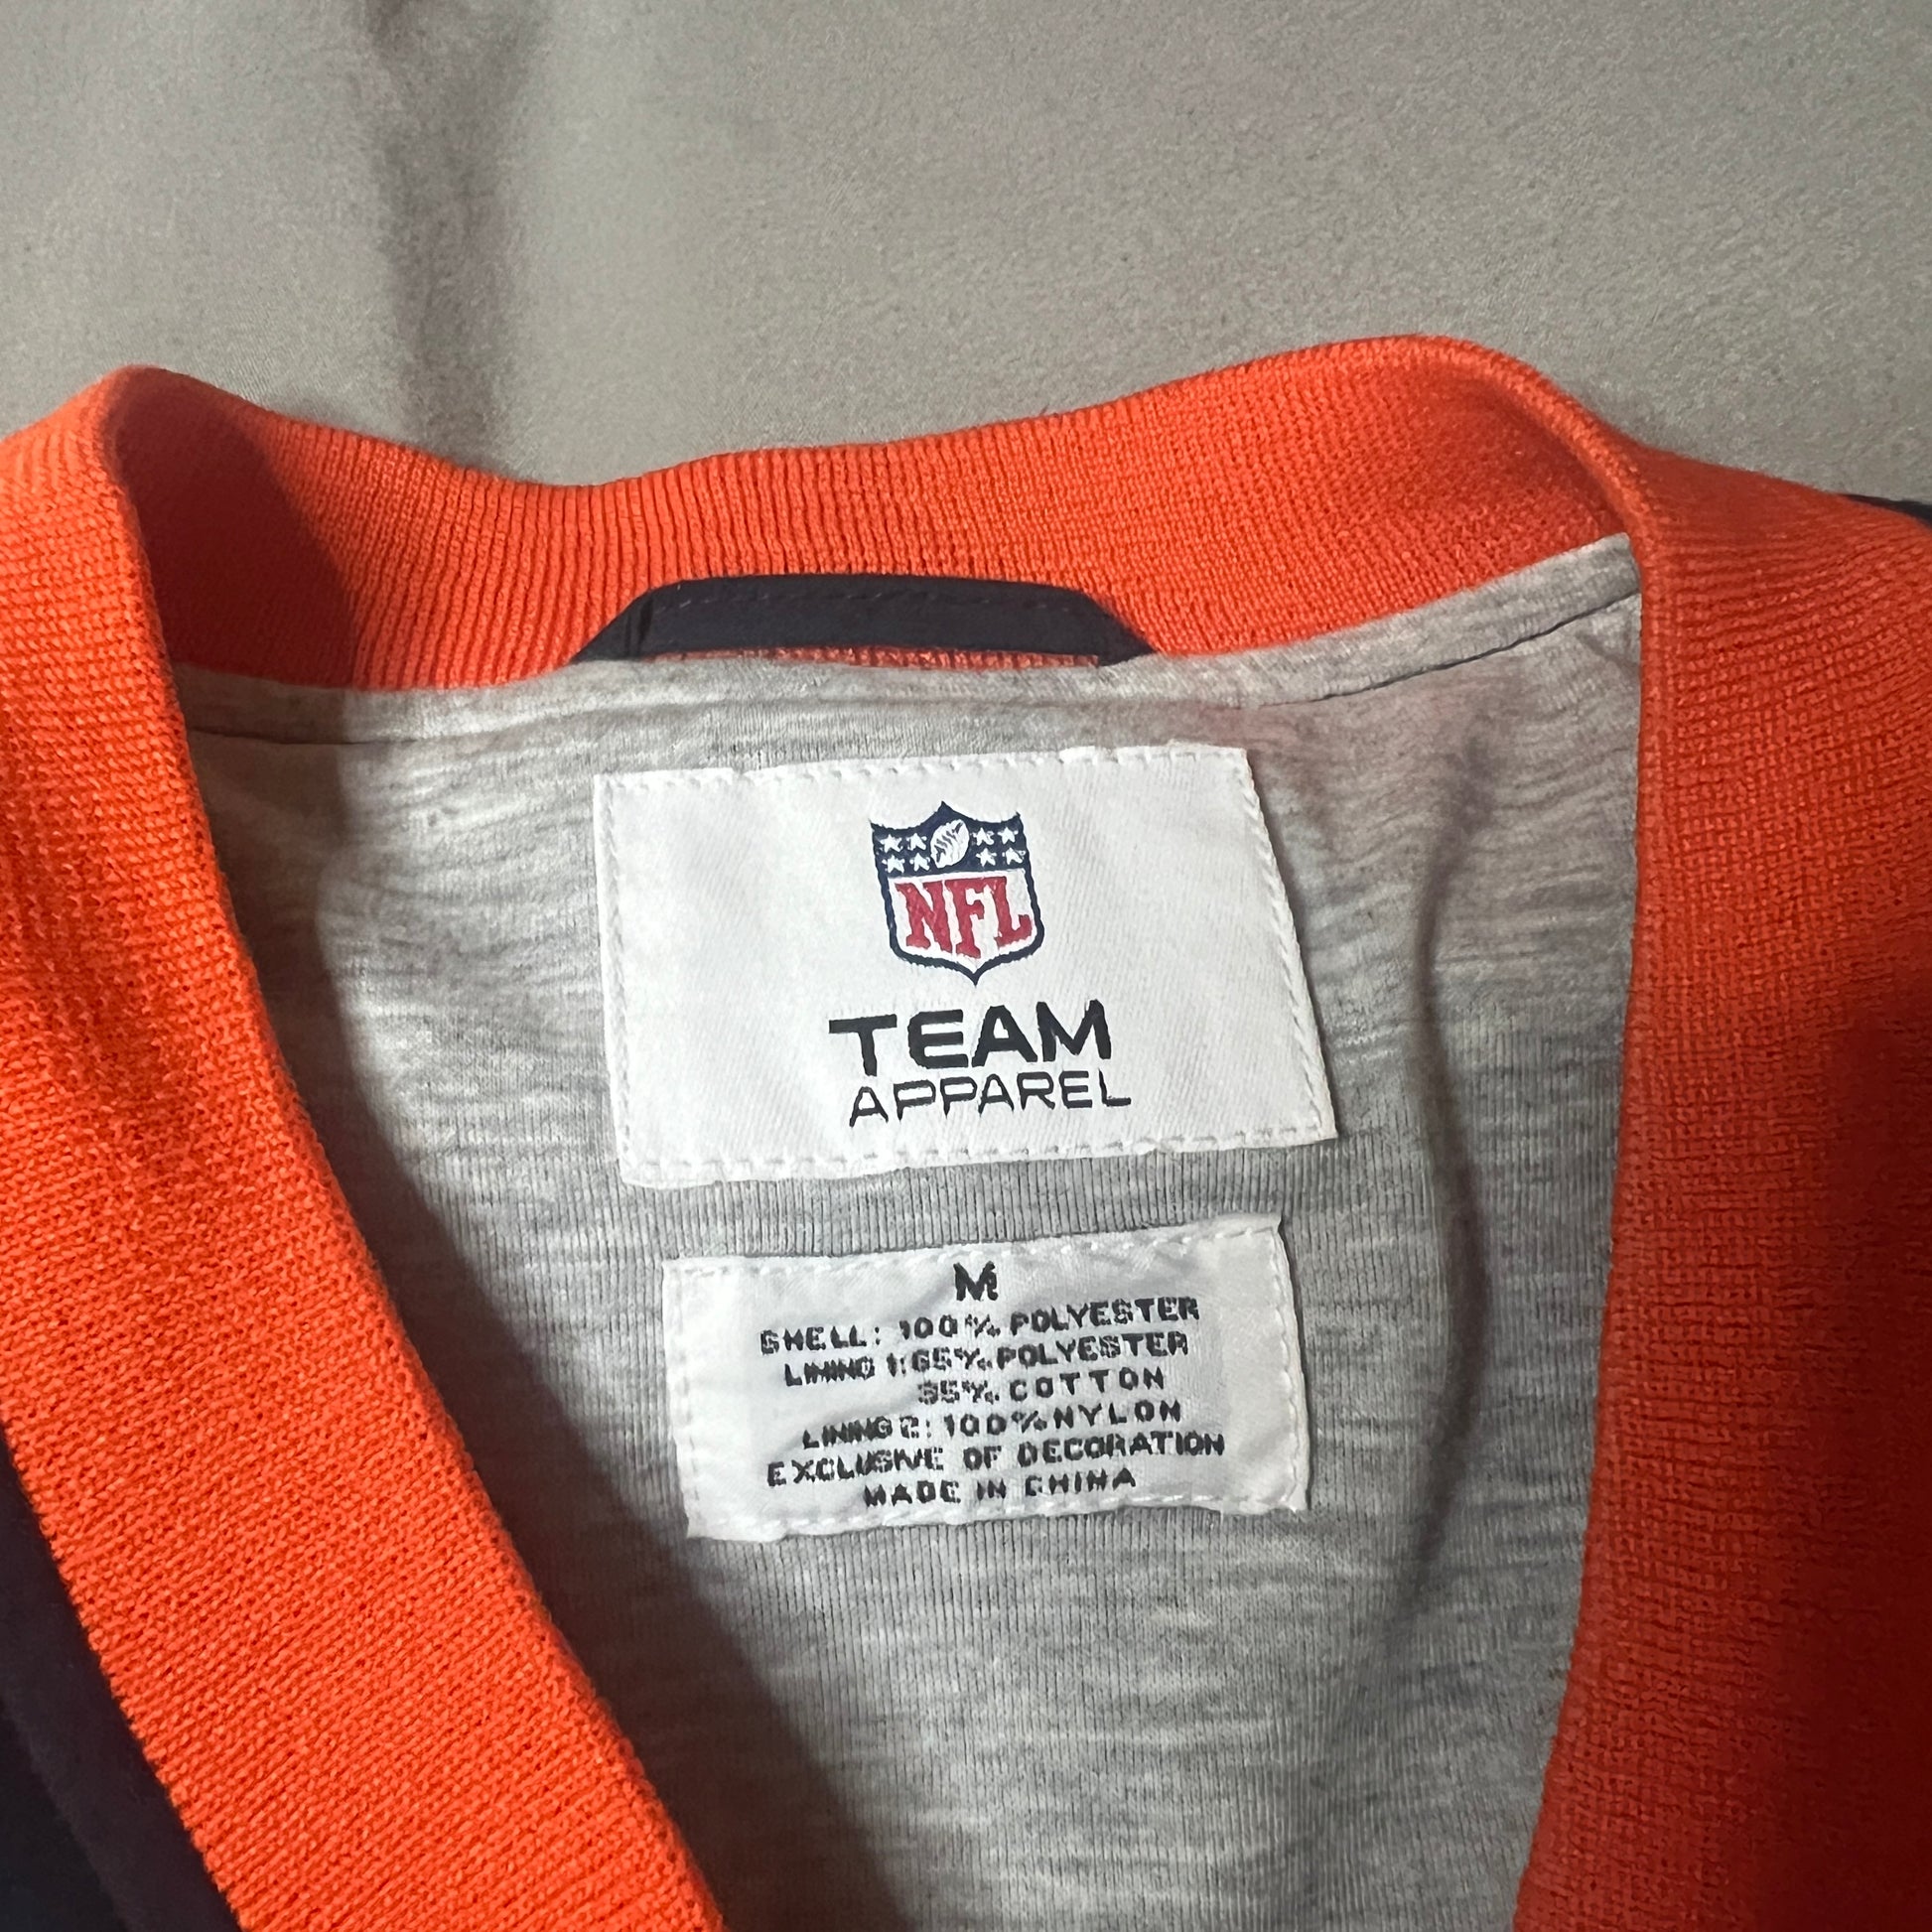 NFL
TEAM
APPAREL
M
SHELL: 100% POLYESTER
LINING 1: 65% POLYESTER
35% COTTON
LINING 2: 100% NYLON
EXCLUSIVE OF DECORATION
MADE IN CHINA